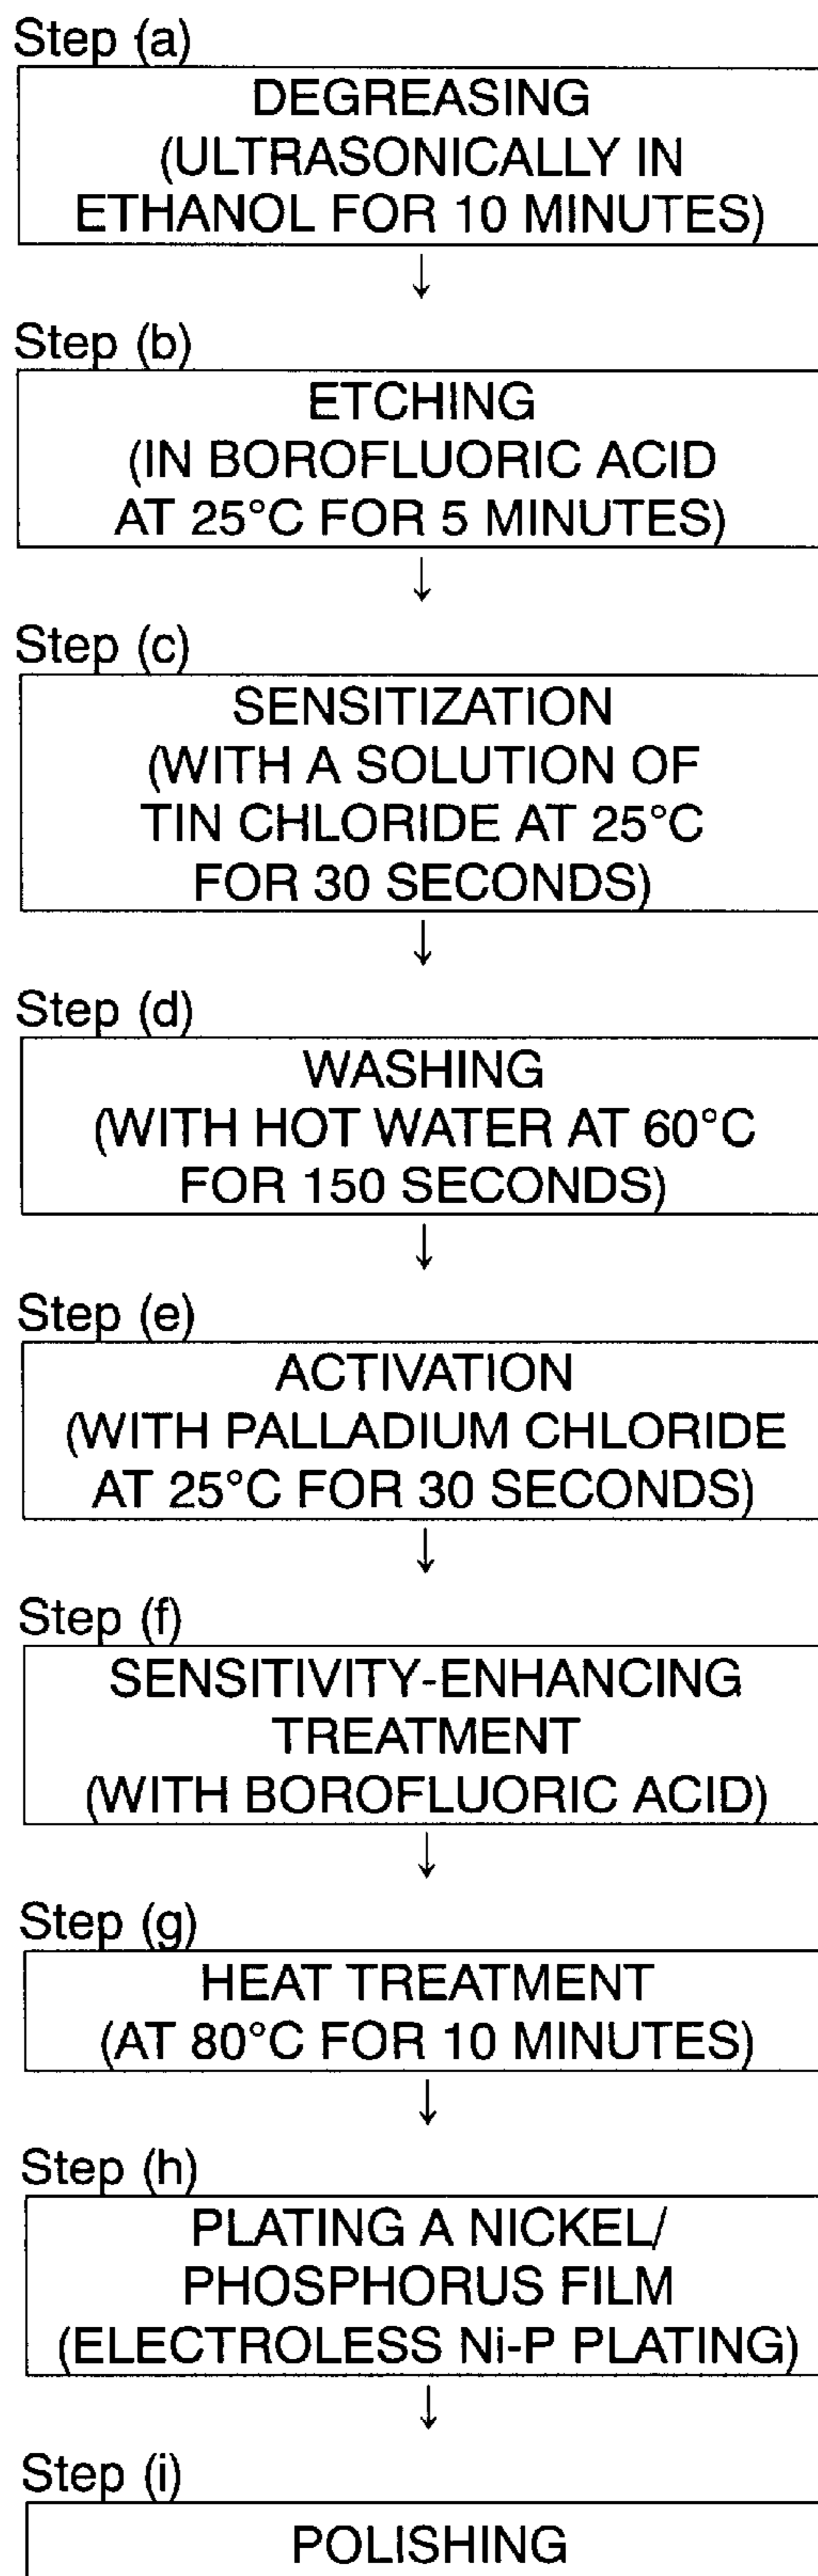 Step (a)
DEGREASING
(ULTRASONICALLY IN
ETHANOL FOR 10 MINUTES)
↓
Step (b)
ETCHING
(IN BOROFLUORIC ACID
AT 25°C FOR 5 MINUTES)
↓
Step (c)
SENSITIZATION
(WITH A SOLUTION OF
TIN CHLORIDE AT 25°C
FOR 30 SECONDS)
↓
Step (d)
WASHING
(WITH HOT WATER AT 60°C
FOR 150 SECONDS)
↓
Step (e)
ACTIVATION
(WITH PALLADIUM CHLORIDE
AT 25°C FOR 30 SECONDS)
↓
Step (f)
SENSITIVITY-ENHANCING
TREATMENT
(WITH BOROFLUORIC ACID)
↓
Step (g)
HEAT TREATMENT
(AT 80°C FOR 10 MINUTES)
↓
Step (h)
PLATING A NICKEL/
PHOSPHORUS FILM
(ELECTROLESS Ni-P PLATING)
↓
Step (i)
POLISHING